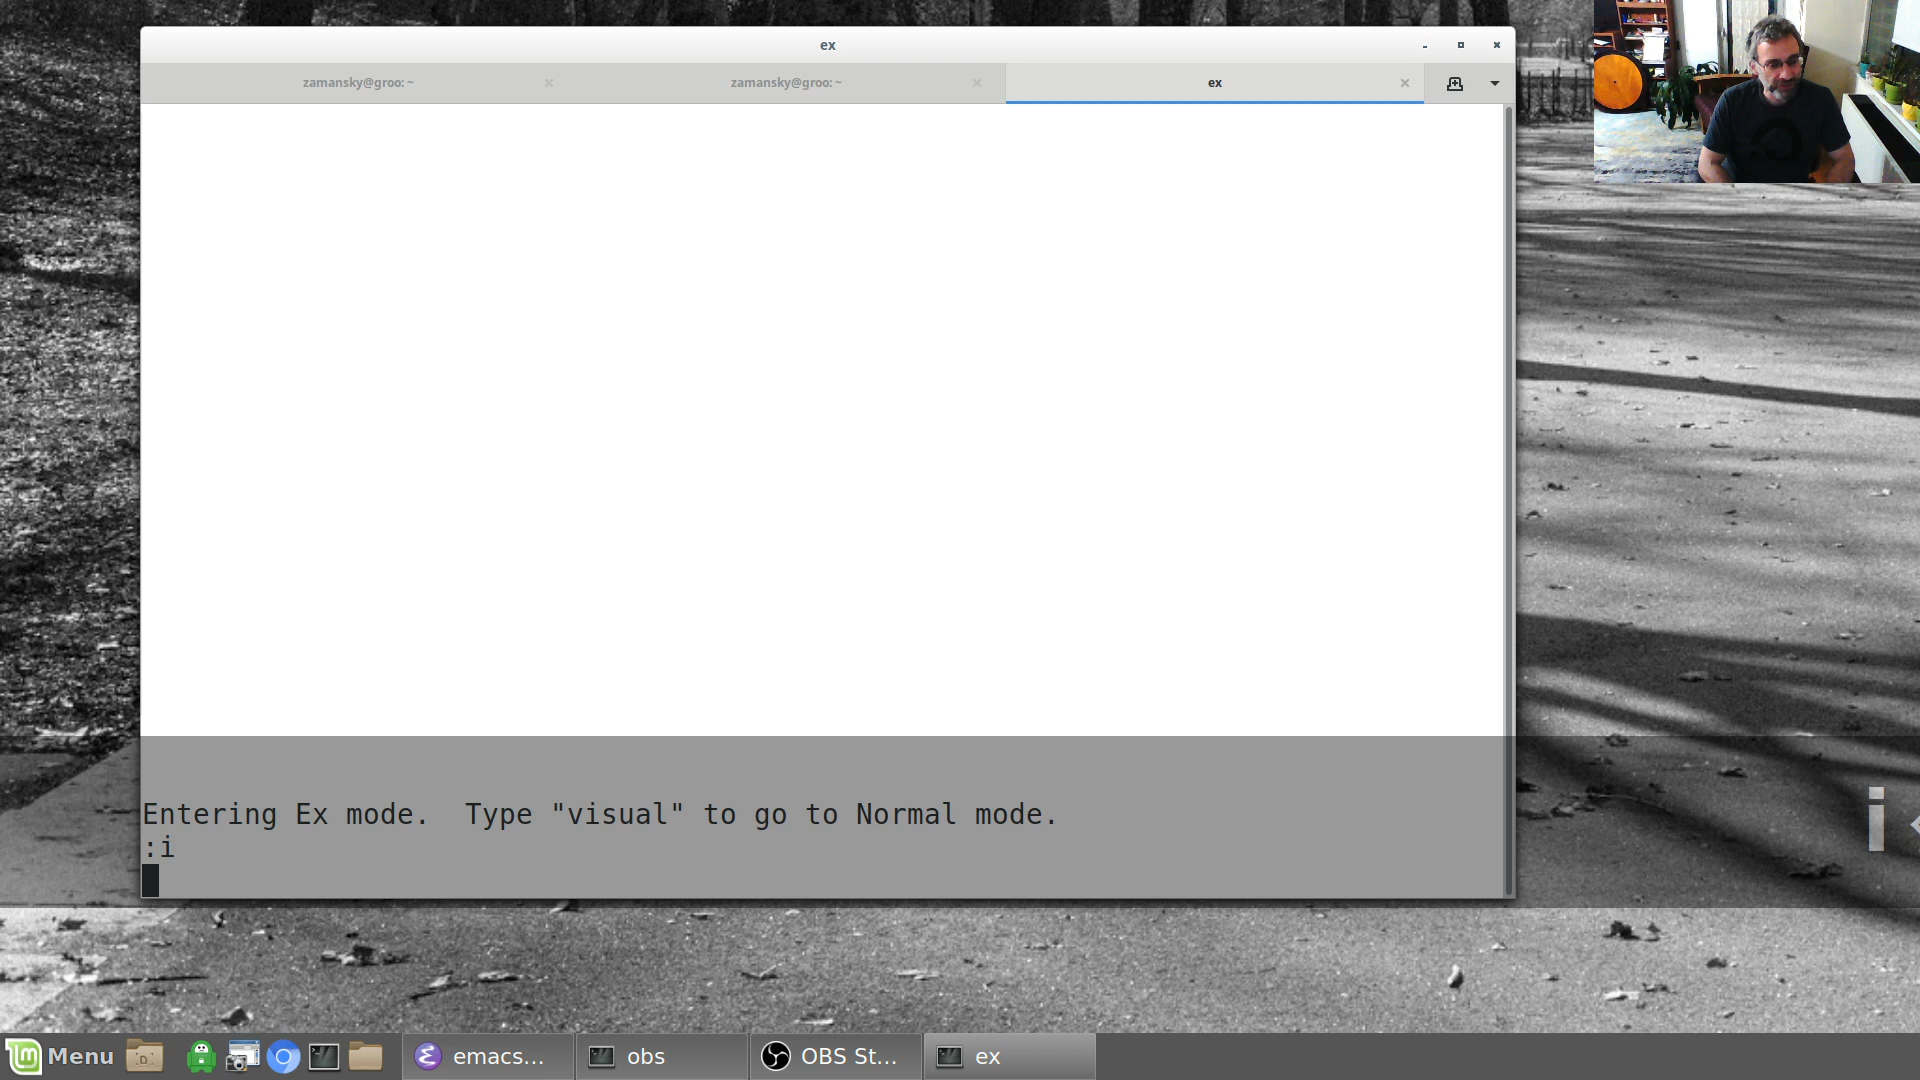 ex
zamansky@groo: ~
zamansky@groo: ~
ex
Entering Ex mode.  Type "visual" to go to Normal mode.
:i
i
Menu
D
emacs...
obs
OBS St...
ex